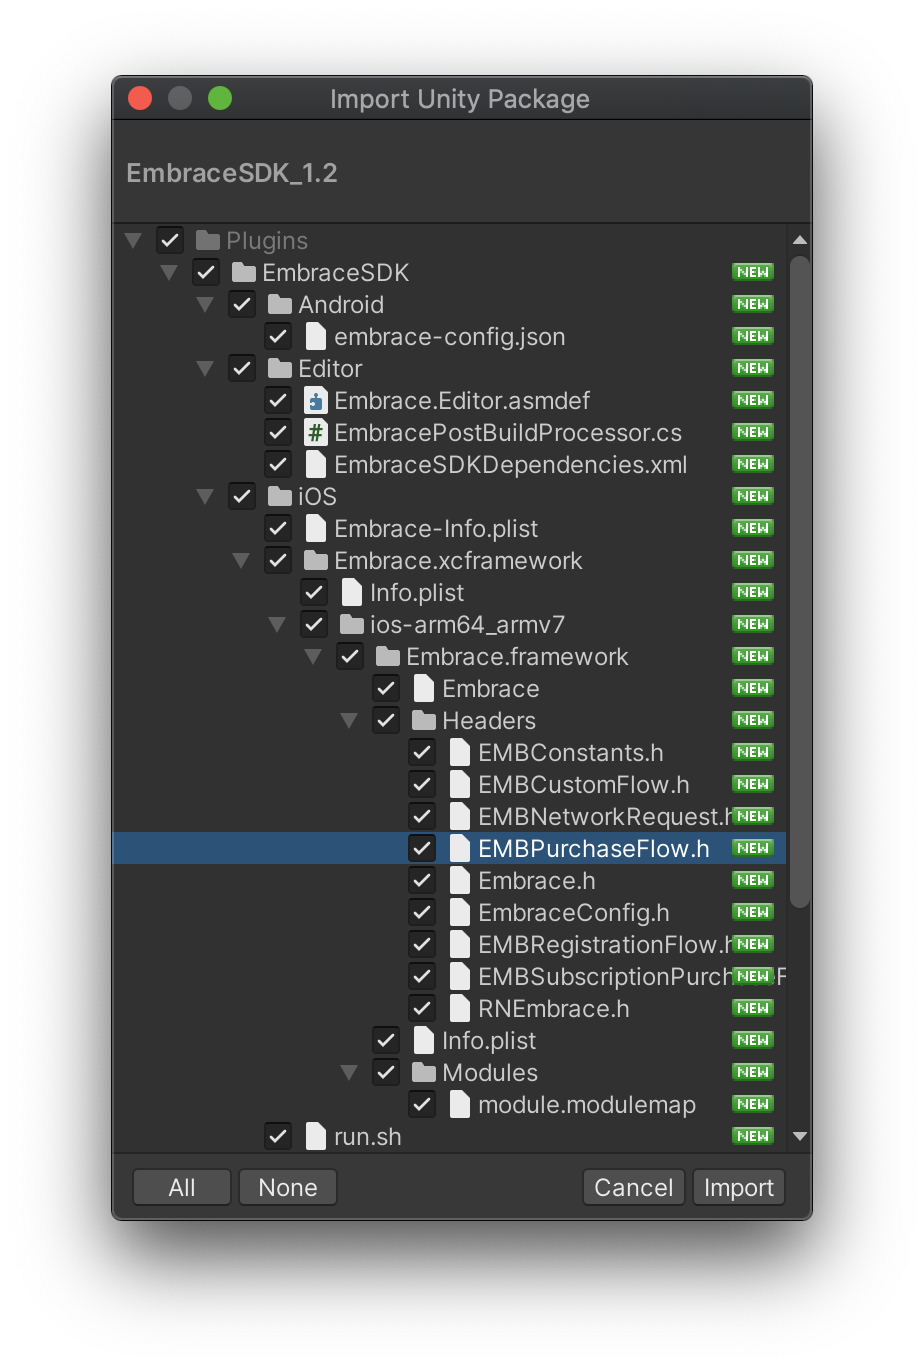 Import Unity Package
EmbraceSDK_1.2
Plugins
EmbraceSDK NEW
Android NEW
embrace-config.json NEW
Editor NEW
Embrace.Editor.asmdef NEW
# EmbracePostBuildProcessor.cs NEW
EmbraceSDKDependencies.xml NEW
iOS NEW
Embrace-Info.plist NEW
Embrace.xcframework NEW
Info.plist NEW
ios-arm64_armv7 NEW
Embrace.framework NEW
Embrace NEW
Headers NEW
EMBConstants.h NEW
EMBCustomFlow.h NEW
EMBNetworkRequest.h NEW
EMBPurchaseFlow.h NEW
Embrace.h NEW
EmbraceConfig.h NEW
EMBRegistrationFlow.h NEW
NEW
RNEmbrace.h NEW
Info.plist NEW
Modules NEW
module.modulemap NEW
run.sh NEW
All None Cancel Import